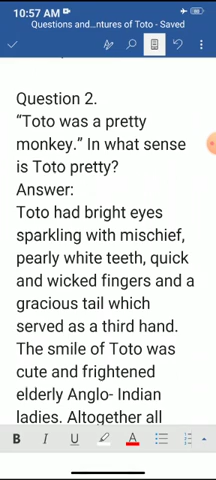 10:57 AM
Questions and...ntures of Toto - Saved
Question 2.
“Toto was a pretty
monkey.” In what sense
is Toto pretty?
Answer:
Toto had bright eyes
sparkling with mischief,
pearly white teeth, quick
and wicked fingers and a
gracious tail which
served as a third hand.
The smile of Toto was
cute and frightened
elderly Anglo- Indian
ladies. Altogether all
B I U A